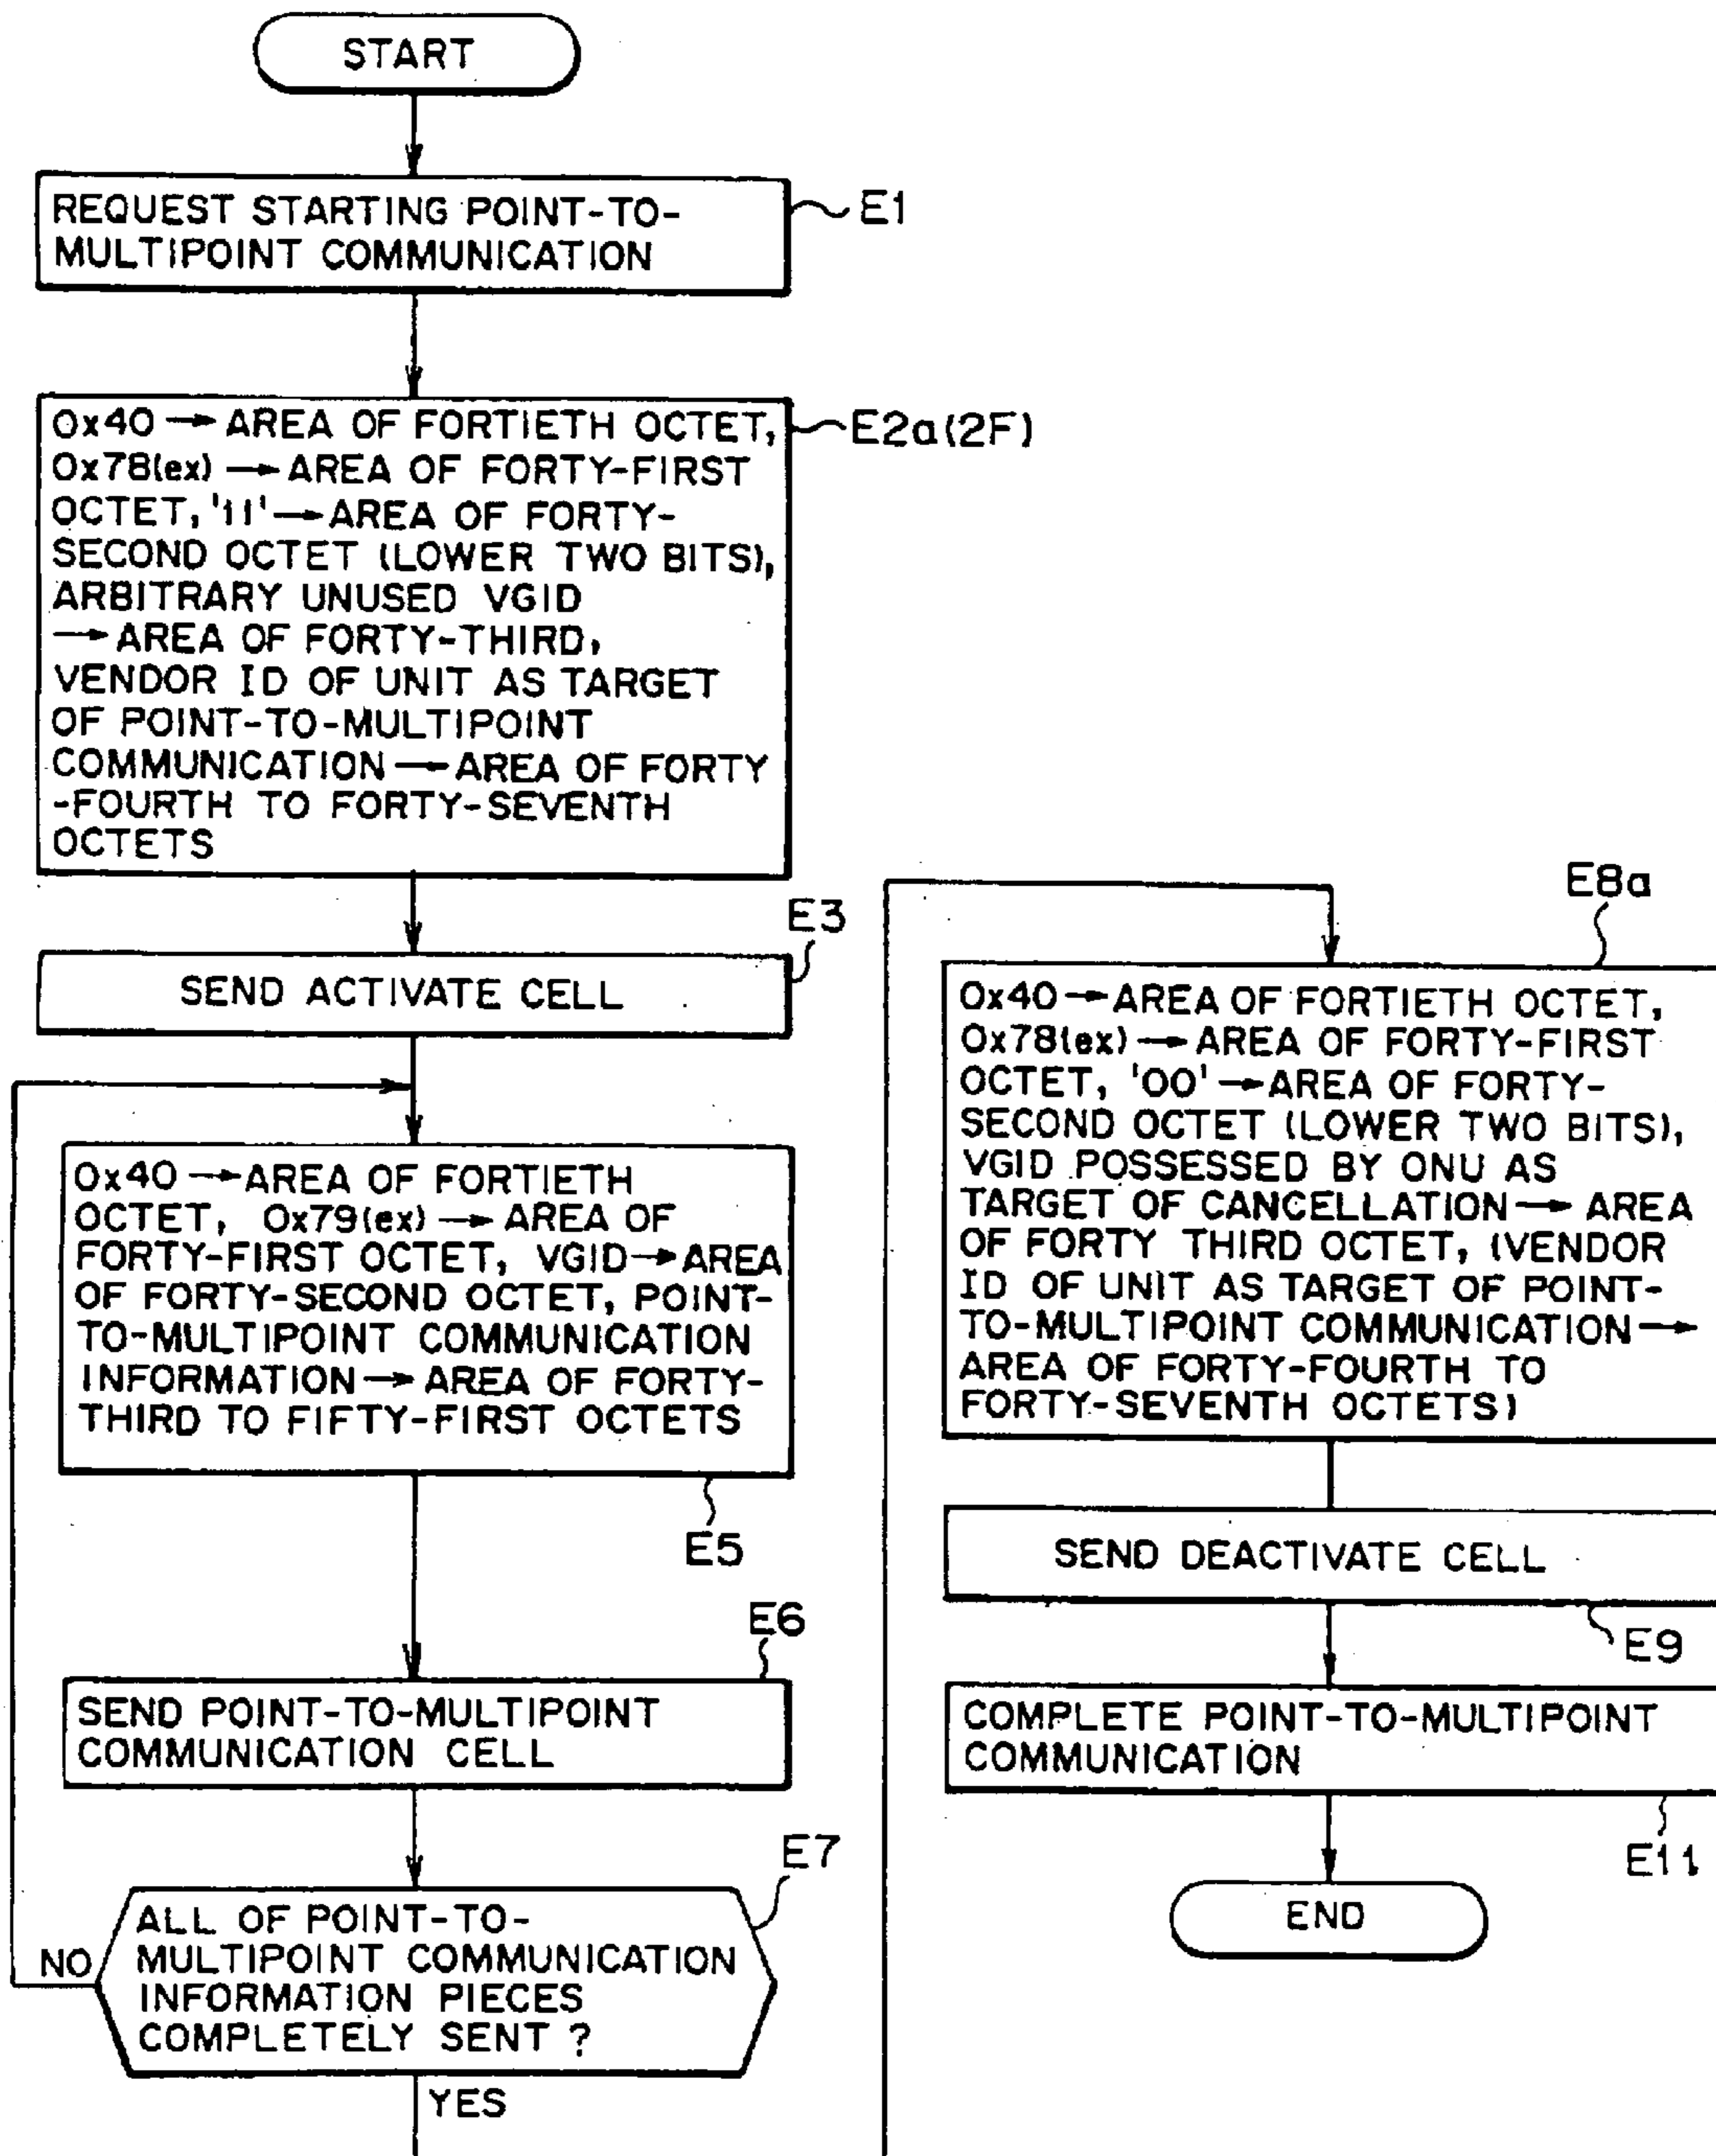 START
REQUEST STARTING POINT-TO-
MULTIPOINT COMMUNICATION
E1
0x40 → AREA OF FORTIETH OCTET,
0x78(ex) → AREA OF FORTY-FIRST
OCTET, '11' → AREA OF FORTY-
SECOND OCTET (LOWER TWO BITS),
ARBITRARY UNUSED VGID
→ AREA OF FORTY-THIRD,
VENDOR ID OF UNIT AS TARGET
OF POINT-TO-MULTIPOINT
COMMUNICATION → AREA OF FORTY
-FOURTH TO FORTY-SEVENTH
OCTETS
E2a(2F)
E3
SEND ACTIVATE CELL
0x40 → AREA OF FORTIETH
OCTET, 0x79(ex) → AREA OF
FORTY-FIRST OCTET, VGID → AREA
OF FORTY-SECOND OCTET, POINT-
TO-MULTIPOINT COMMUNICATION
INFORMATION → AREA OF FORTY-
THIRD TO FIFTY-FIRST OCTETS
E5
E6
SEND POINT-TO-MULTIPOINT
COMMUNICATION CELL
E7
ALL OF POINT-TO-
MULTIPOINT COMMUNICATION
INFORMATION PIECES
COMPLETELY SENT ?
NO
YES
E8a
0x40 → AREA OF FORTIETH OCTET,
0x78(ex) → AREA OF FORTY-FIRST
OCTET, '00' → AREA OF FORTY-
SECOND OCTET (LOWER TWO BITS),
VGID POSSESSED BY ONU AS
TARGET OF CANCELLATION → AREA
OF FORTY THIRD OCTET, (VENDOR
ID OF UNIT AS TARGET OF POINT-
TO-MULTIPOINT COMMUNICATION →
AREA OF FORTY-FOURTH TO
FORTY-SEVENTH OCTETS)
SEND DEACTIVATE CELL
E9
COMPLETE POINT-TO-MULTIPOINT
COMMUNICATION
E11
END